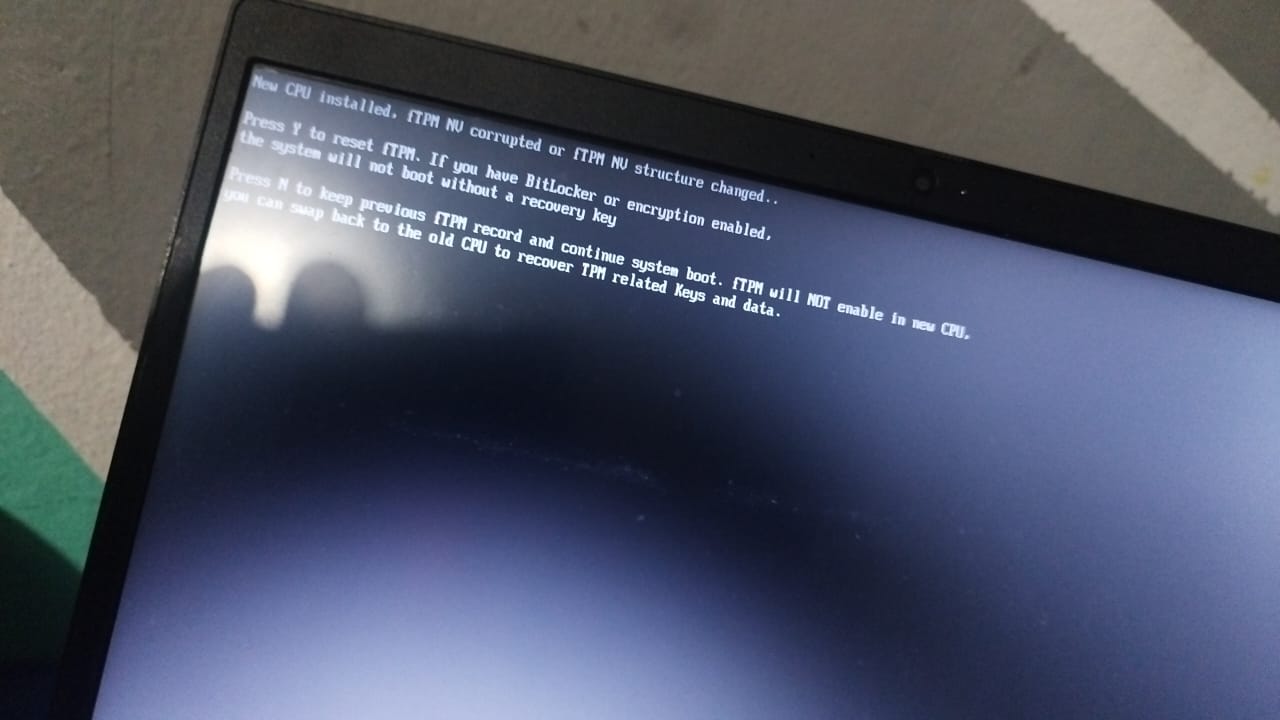 New CPU installed, fTPM NV corrupted or fTPM NV structure changed..
Press Y to reset fTPM. If you have BitLocker or encryption enabled,
the system will not boot without a recovery key
Press N to keep previous fTPM record and continue system boot. fTPM will NOT enable in new CPU,
you can swap back to the old CPU to recover TPM related Keys and data.